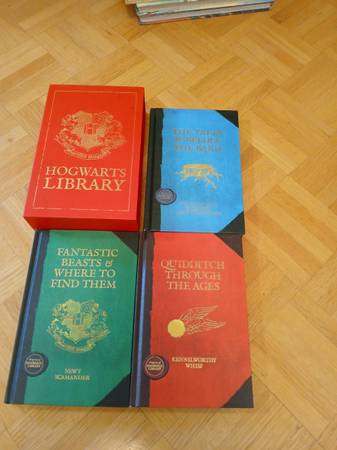 HOGWARTS
LIBRARY
THE TALES
OF BEEDLE
THE BARD
FANTASTIC
BEASTS &
WHERE TO
FIND THEM
NEWT
SCAMANDER
QUIDDITCH
THROUGH
THE AGES
KENNILWORTHY
WHISP